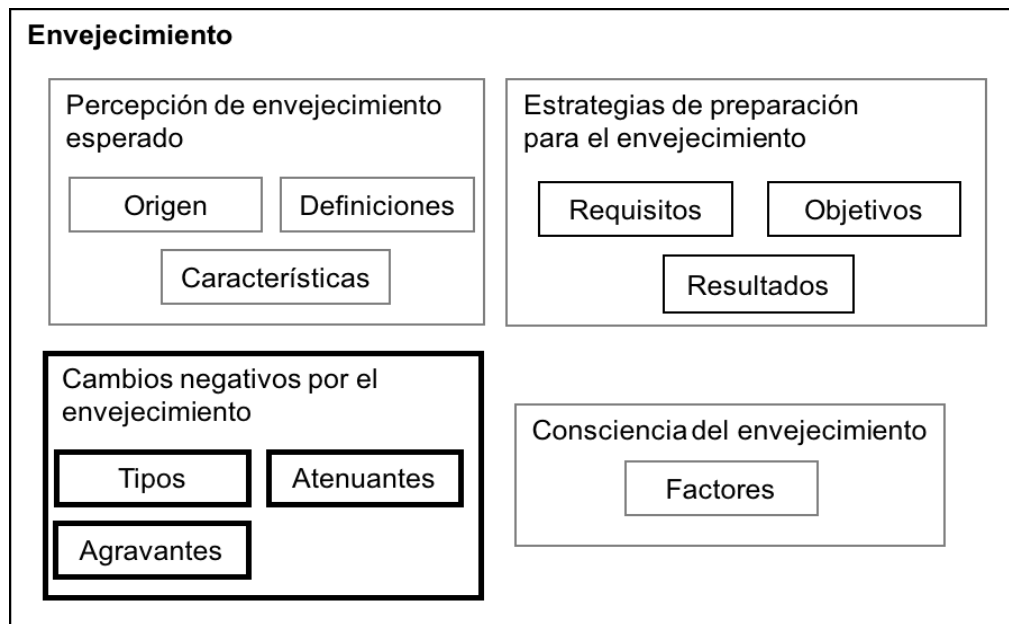 Envejecimiento
Percepción de envejecimiento
esperado
Origen
Definiciones
Característificas
Estrategias de preparación
para el envejecimiento
Requisitos
Objetivos
Resultados
Cambios negativos por el
envejecimiento
Tipos
Atenuantes
Agravantes
Consciencia del envejecimiento
Factores